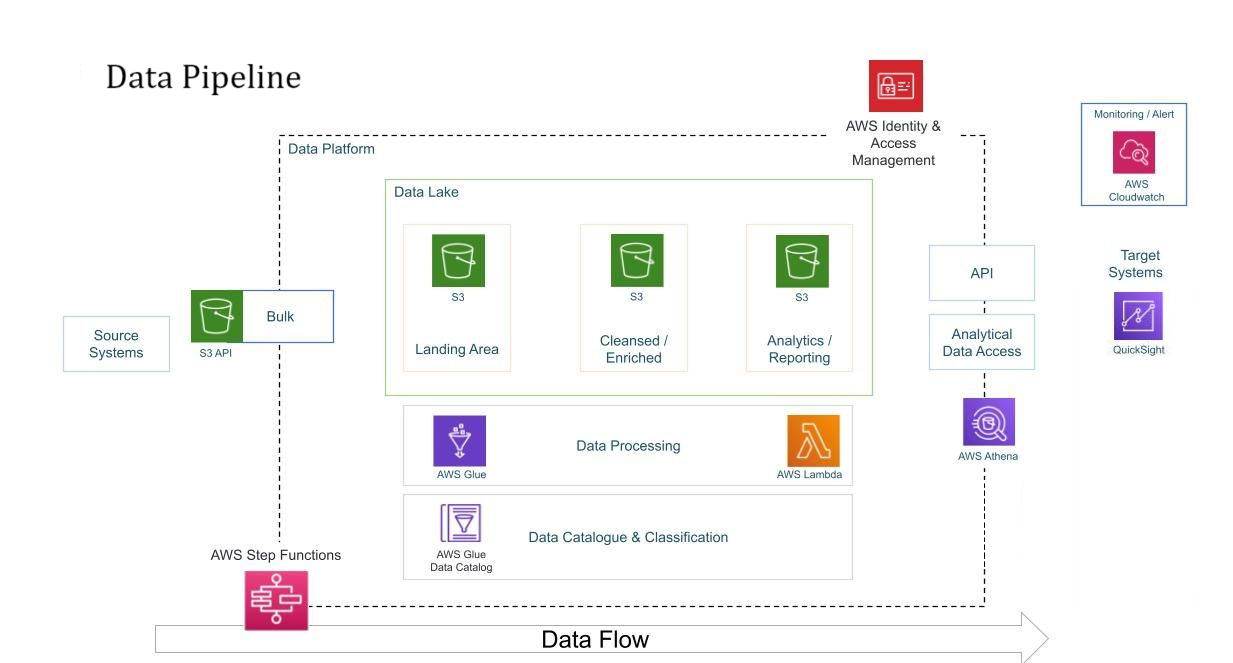 Data Pipeline
AWS Identity &
Access
Management
Monitoring / Alert
AWS
Cloudwatch
Data Platform
Data Lake
S3
Landing Area
S3
Cleansed /
Enriched
S3
Analytics /
Reporting
Source
Systems
Bulk
S3 API
API
Analytical
Data Access
AWS Athena
Target
Systems
QuickSight
AWS Glue
Data Processing
AWS Lambda
AWS Glue
Data Catalog
Data Catalogue & Classification
AWS Step Functions
Data Flow